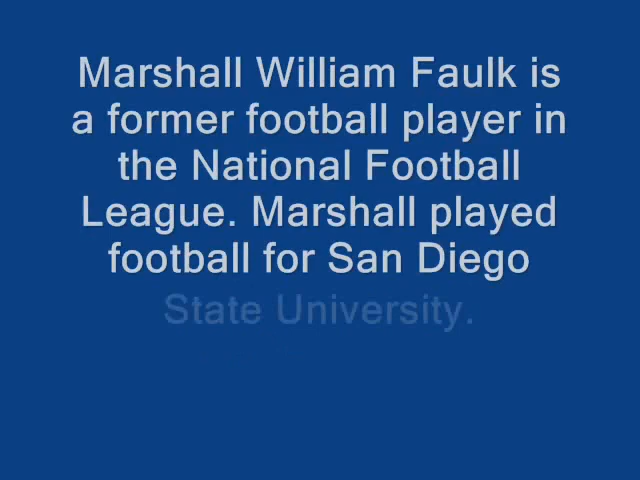 Marshall William Faulk is
a former football player in
the National Football
League. Marshall played
football for San Diego
State University.